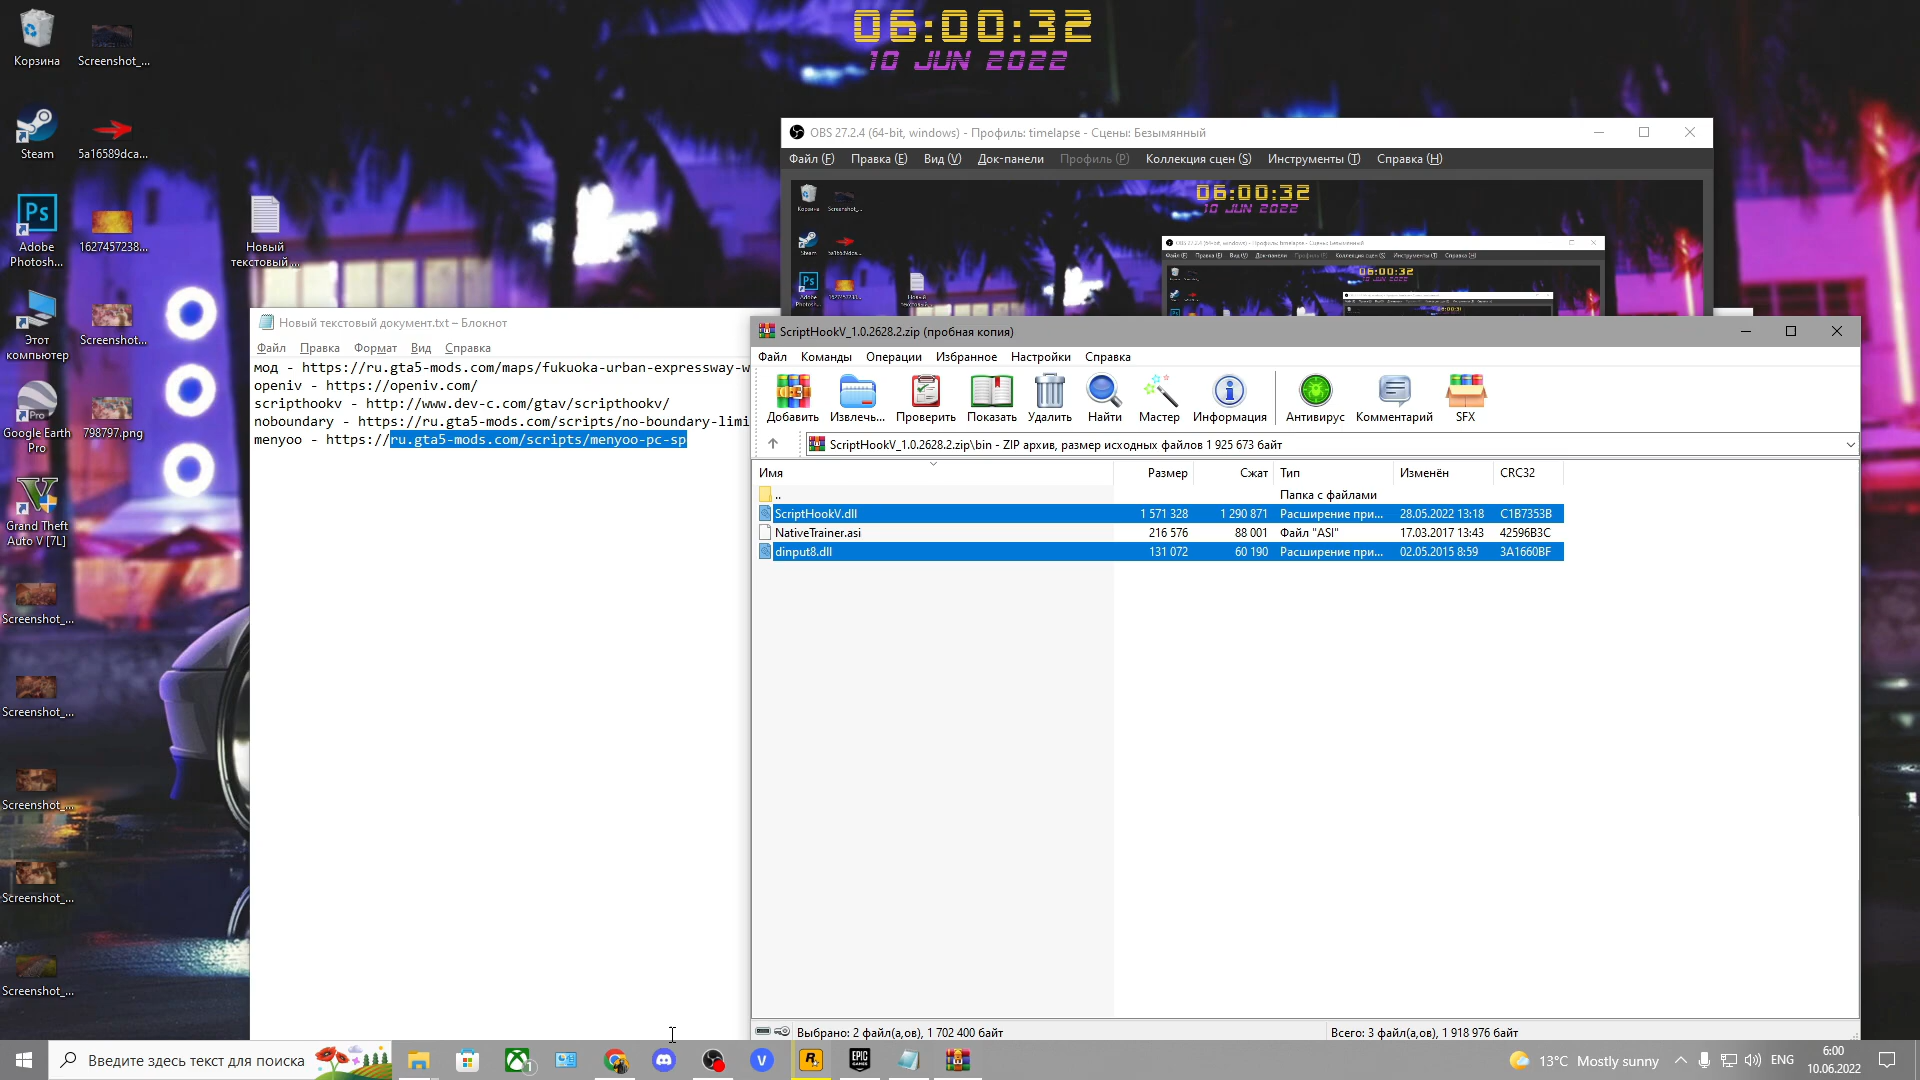 06:00:32
10 JUN 2022
Корзина
Screenshot_...
Steam
5a16589dca...
Adobe
Photosh...
1627457238...
Новый
текстовый ...
Этот
компьютер
Screenshot...
Google Earth
Pro
798797.png
Grand Theft
Auto V [7L]
Screenshot_...
Screenshot_...
Screenshot_...
Screenshot_...
Screenshot_...
OBS 27.2.4 (64-bit, windows) - Профиль: timelapse - Сцены: Безымянный
Файл (F) Правка (E) Вид (V) Док-панели Профиль (P) Коллекция сцен (S) Инструменты (T) Справка (H)
06:00:32
10 JUN 2022
Новый текстовый документ.txt – Блокнот
Файл Правка Формат Вид Справка
мод - https://ru.gta5-mods.com/maps/fukuoka-urban-expressway-w
openiv - https://openiv.com/
scripthookv - http://www.dev-c.com/gtav/scripthookv/
noboundary - https://ru.gta5-mods.com/scripts/no-boundary-limi
menyoo - https://ru.gta5-mods.com/scripts/menyoo-pc-sp
ScriptHookV_1.0.2628.2.zip (пробная копия)
Файл Команды Операции Избранное Настройки Справка
Добавить Извлечь... Проверить Показать Удалить Найти Мастер Информация Антивирус Комментарий SFX
ScriptHookV_1.0.2628.2.zip\bin - ZIP архив, размер исходных файлов 1 925 673 байт
Имя Размер Сжат Тип Изменён CRC32
.. Папка с файлами
ScriptHookV.dll 1 571 328 1 290 871 Расширение при... 28.05.2022 13:18 C1B7353B
NativeTrainer.asi 216 576 88 001 Файл "ASI" 17.03.2017 13:43 42596B3C
dinput8.dll 131 072 60 190 Расширение при... 02.05.2015 8:59 3A1660BF
Выбрано: 2 файл(а,ов), 1 702 400 байт
Всего: 3 файл(а,ов), 1 918 976 байт
Введите здесь текст для поиска
13°C Mostly sunny
ENG
6:00
10.06.2022